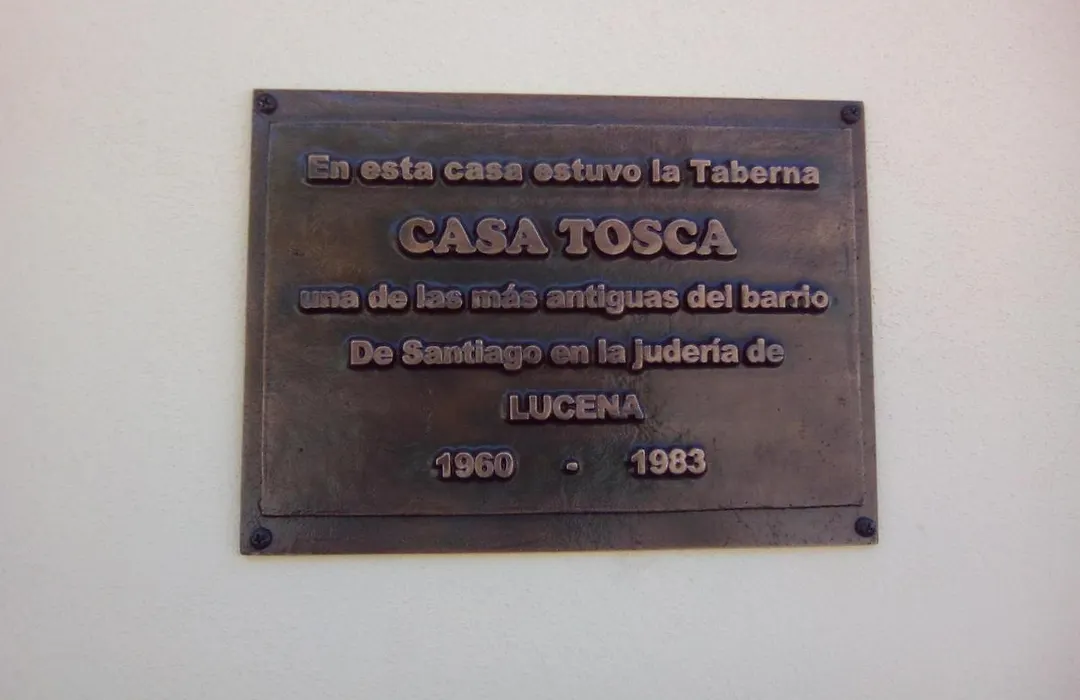 En esta casa estuvo la Taberna
CASA TOSCA
una de las más antiguas del barrio
De Santiago en la judería de
LUCENA
1960 - 1983